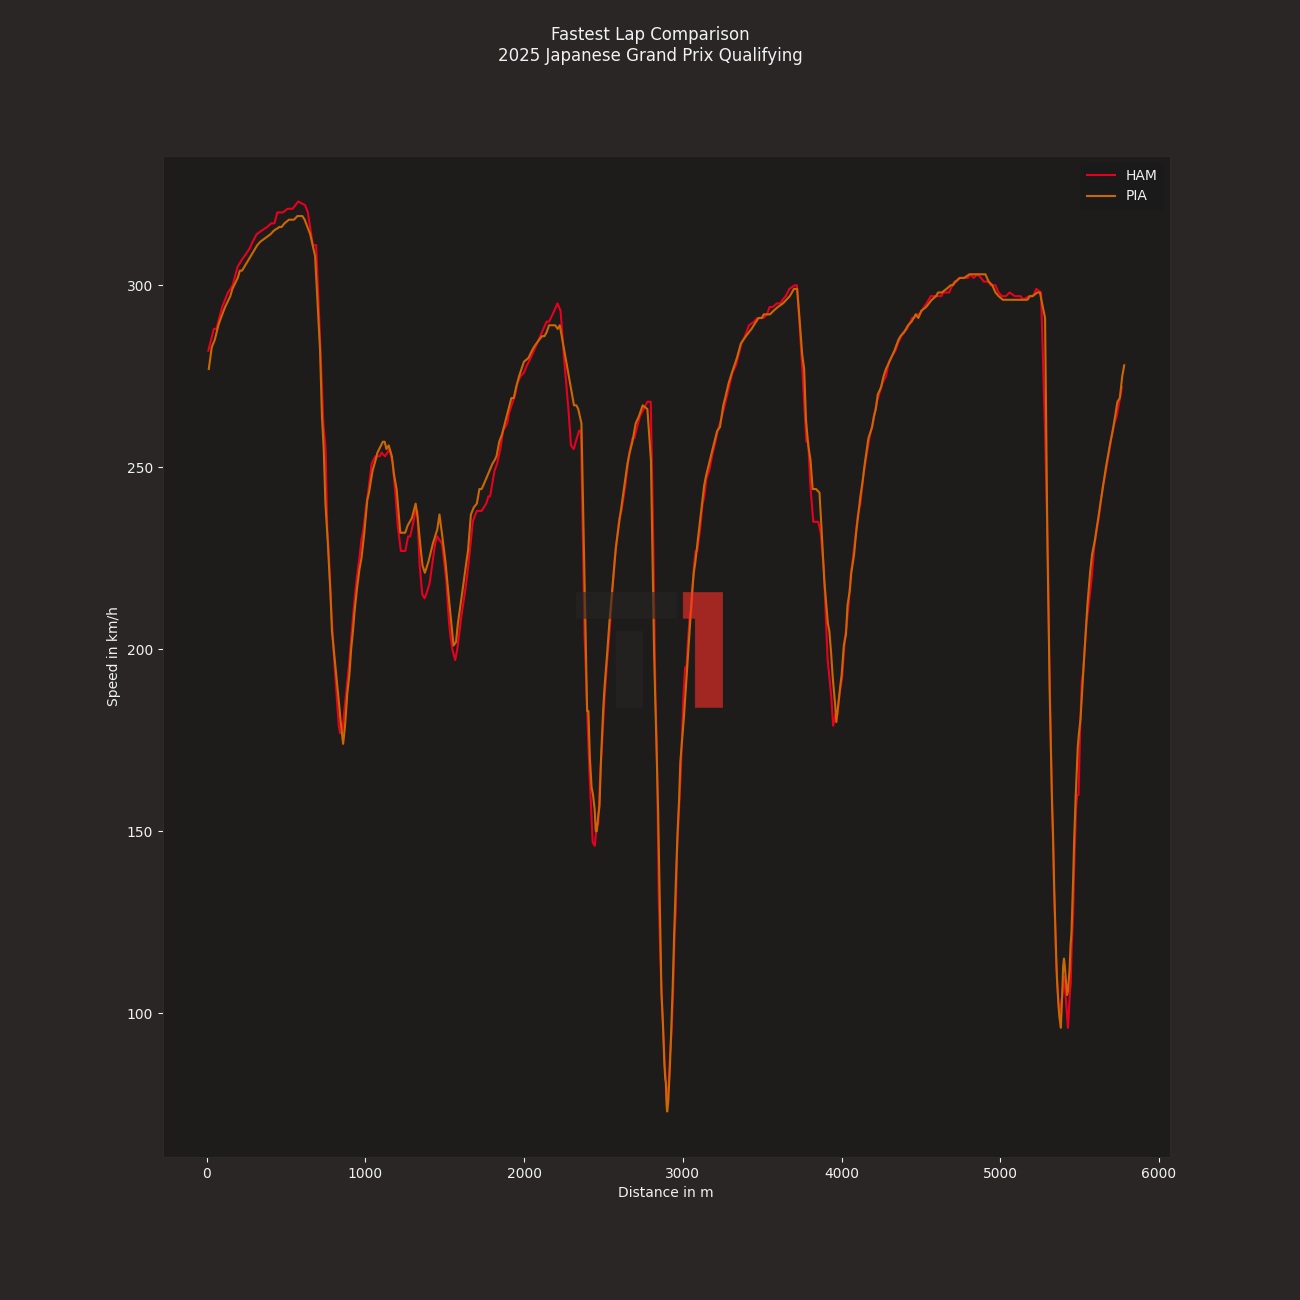 Fastest Lap Comparison
2025 Japanese Grand Prix Qualifying
HAM
PIA
300
250
200
150
100
Speed in km/h
0 1000 2000 3000 4000 5000 6000
Distance in m